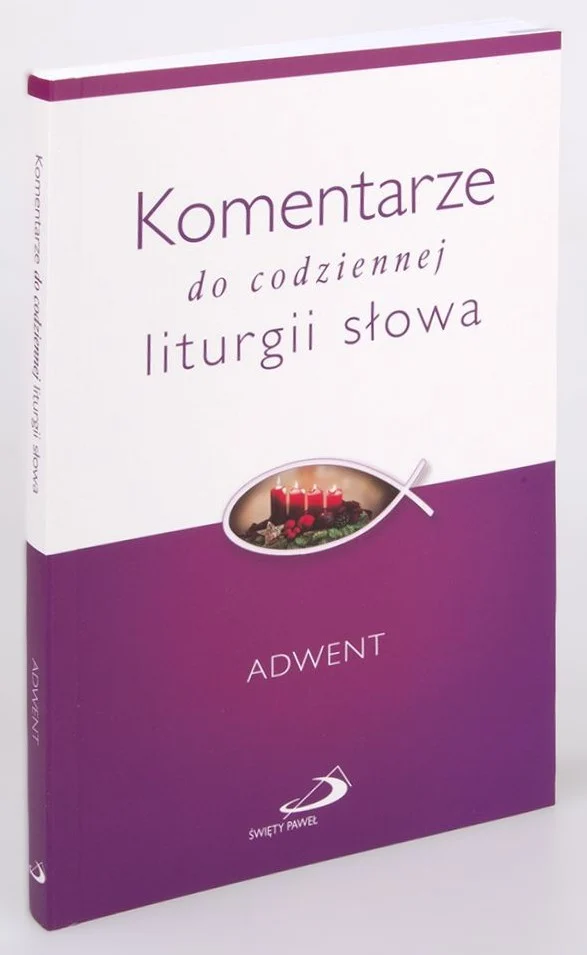 Komentarze
do codziennej
liturgii słowa
ADWENT
ŚWIĘTY PAWEŁ
Komentarze do codziennej liturgii słowa
ADWENT